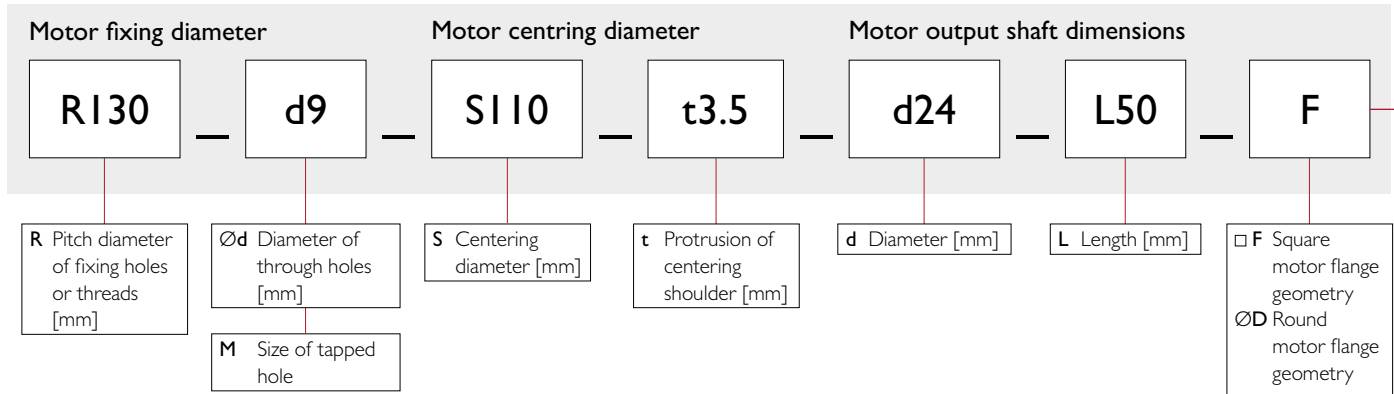 Motor fixing diameter
Motor centring diameter
Motor output shaft dimensions
R130 – d9 – S110 – t3.5 – d24 – L50 – F
R Pitch diameter
of fixing holes
or threads
[mm]
Ød Diameter of
through holes
[mm]
M Size of tapped
hole
S Centering
diameter [mm]
t Protrusion of
centering
shoulder [mm]
d Diameter [mm]
L Length [mm]
□ F Square
motor flange
geometry
ØD Round
motor flange
geometry